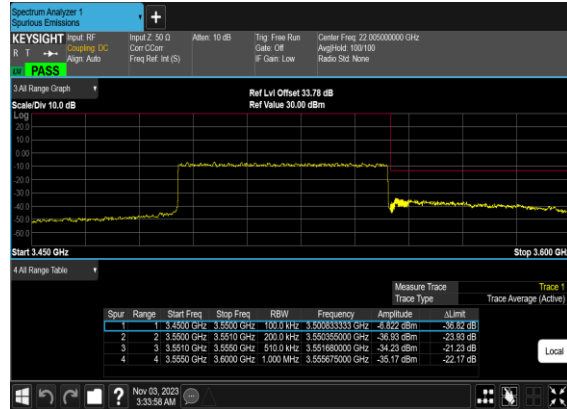 Spectrum Analyzer 1
Spurious Emissions
KEYSIGHT Input: RF Input Z: 50 Ω Atten: 10 dB Trig: Free Run Center Freq: 22.005000000 GHz
R T Coupling: DC Corr CCorr Gate: Off Avg|Hold: 100/100
Align: Auto Freq Ref: Int (S) IF Gain: Low Radio Std: None
PASS
3 All Range Graph
Ref Lvl Offset 33.78 dB
Scale/Div 10.0 dB Ref Value 30.00 dBm
Log
20.0
10.0
0.00
-10.0
-20.0
-30.0
-40.0
-50.0
-60.0
Start 3.450 GHz Stop 3.600 GH
4 All Range Table
Measure Trace Trace 1
Trace Type Trace Average (Active)
Spur Range Start Freq Stop Freq RBW Frequency Amplitude ΔLimit
1 1 3.4500 GHz 3.5500 GHz 100.0 kHz 3.500833333 GHz -6.822 dBm -36.82 dB
2 2 3.5500 GHz 3.5510 GHz 200.0 kHz 3.550355000 GHz -36.93 dBm -23.93 dB
3 3 3.5510 GHz 3.5550 GHz 510.0 kHz 3.551680000 GHz -34.23 dBm -21.23 dB
4 4 3.5550 GHz 3.6000 GHz 1.000 MHz 3.555675000 GHz -35.17 dBm -22.17 dB
Local
? Nov 03, 2023
3:33:58 AM